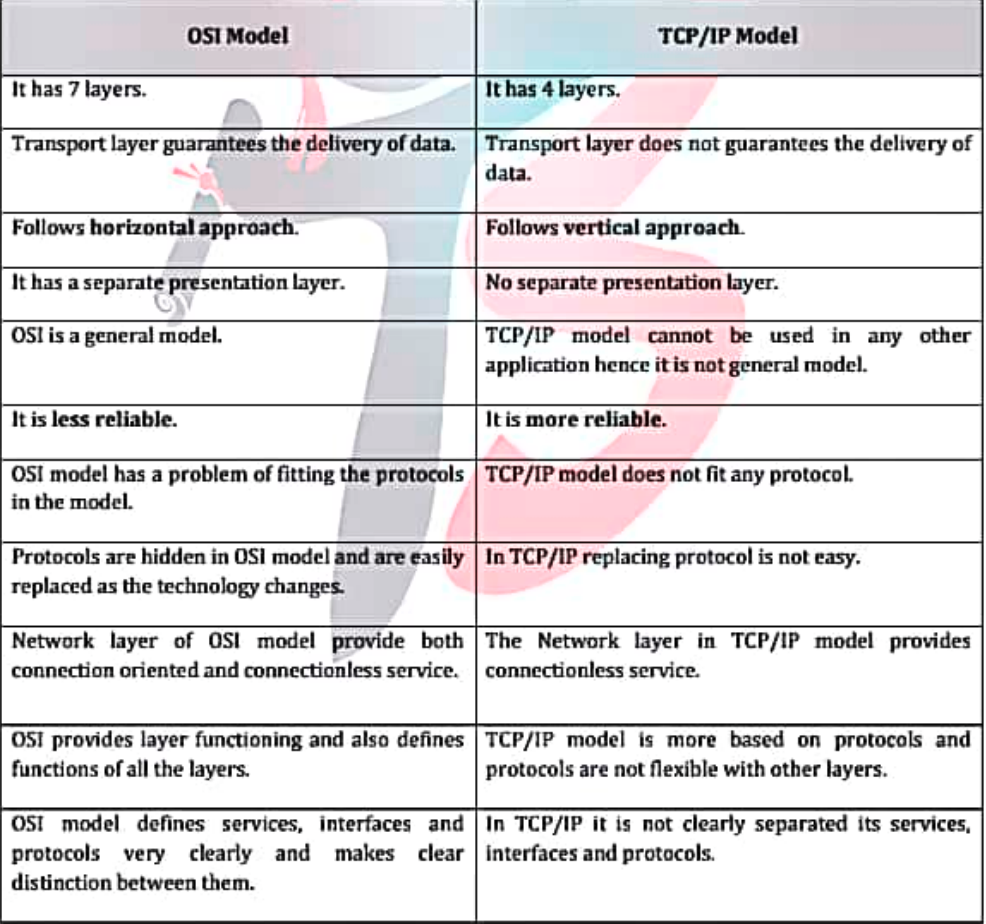 OSI Model
TCP/IP Model
It has 7 layers.
It has 4 layers.
Transport layer guarantees the delivery of data.
Transport layer does not guarantees the delivery of
data.
Follows horizontal approach.
Follows vertical approach.
It has a separate presentation layer.
No separate presentation layer.
OSI is a general model.
TCP/IP model cannot be used in any other
application hence it is not general model.
It is less reliable.
It is more reliable.
OSI model has a problem of fitting the protocols
in the model.
TCP/IP model does not fit any protocol.
Protocols are hidden in OSI model and are easily
replaced as the technology changes.
In TCP/IP replacing protocol is not easy.
Network layer of OSI model provide both
connection oriented and connectionless service.
The Network layer in TCP/IP model provides
connectionless service.
OSI provides layer functioning and also defines
functions of all the layers.
TCP/IP model is more based on protocols and
protocols are not flexible with other layers.
OSI model defines services, interfaces and
protocols very clearly and makes clear
distinction between them.
In TCP/IP it is not clearly separated its services,
interfaces and protocols.